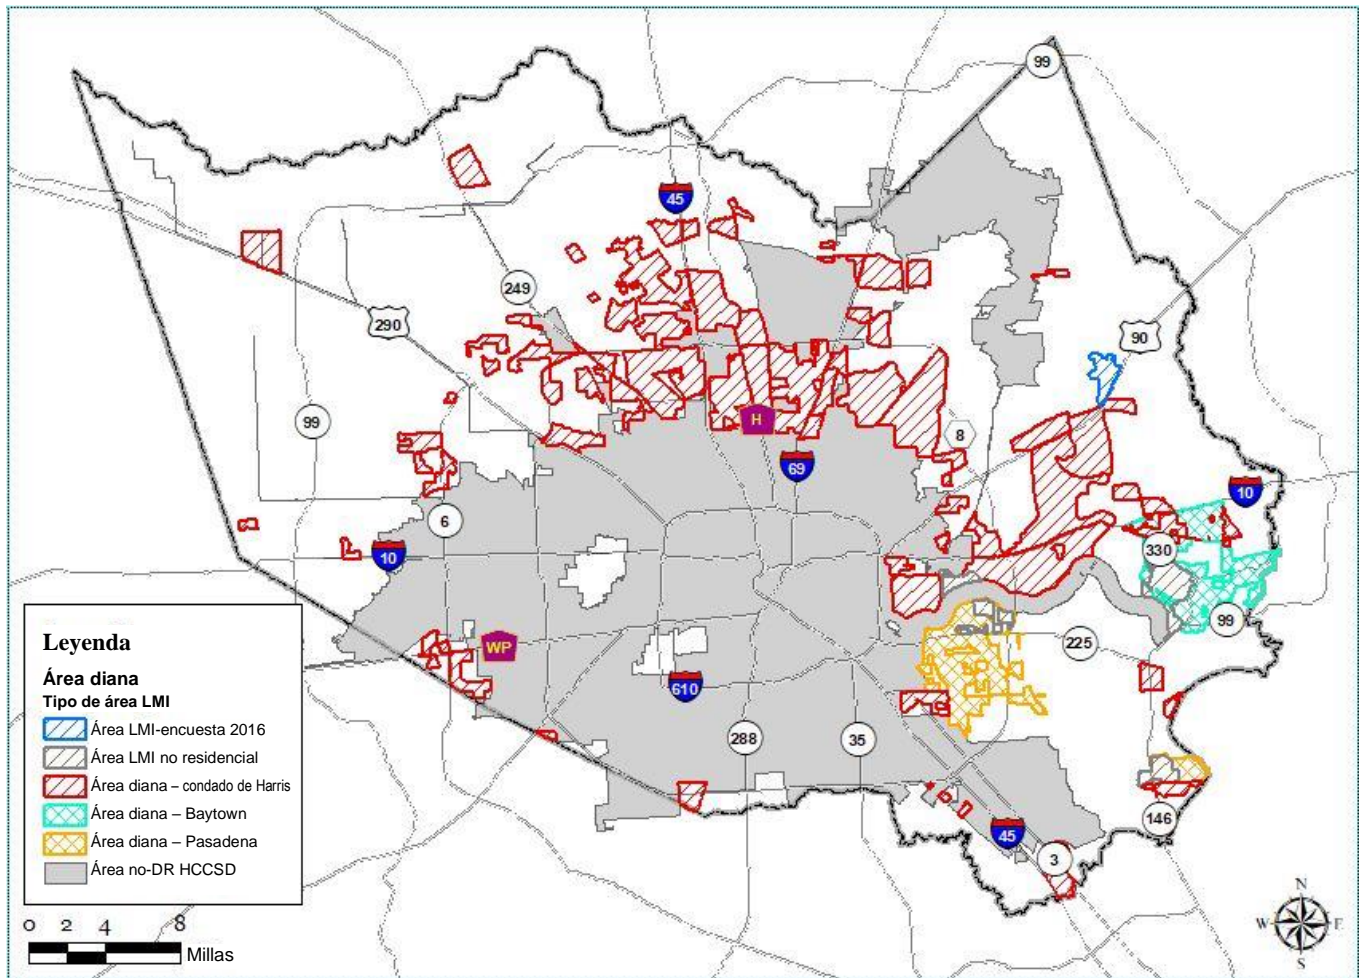 99
45
249
290
90
H
99
8
69
10
6
330
10
99
WP
225
610
288
35
146
45
3
Leyenda
Área diana
Tipo de área LMI
Área LMI-encuesta 2016
Área LMI no residencial
Área diana – condado de Harris
Área diana – Baytown
Área diana – Pasadena
Área no-DR HCCSD
0 2 4 8
Millas
N
W E
S